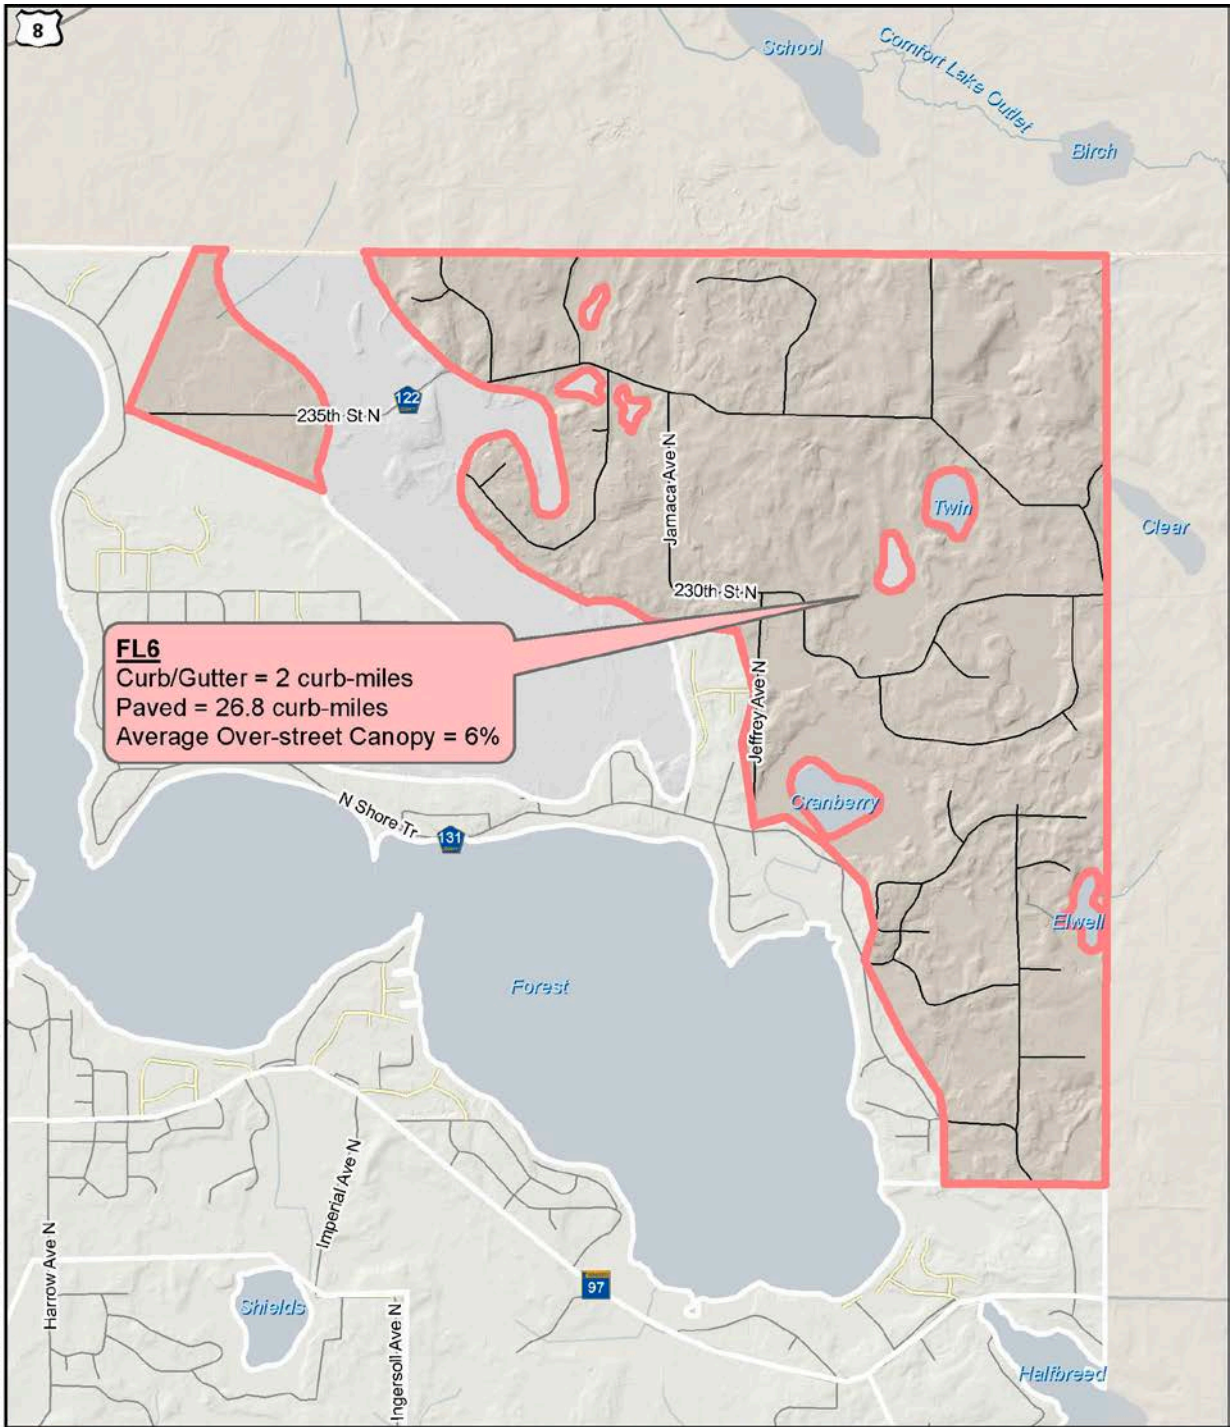 8
School
Comfort Lake Outlet
Birch
122
235th St N
Jamaca Ave N
Twin
Clear
230th St N
FL6
Curb/Gutter = 2 curb-miles
Paved = 26.8 curb-miles
Average Over-street Canopy = 6%
Jeffrey Ave N
Cranberry
N Shore Tr
131
Elwell
Forest
Imperial Ave N
Harrow Ave N
97
Shields
Ingersoll Ave N
Halfbreed